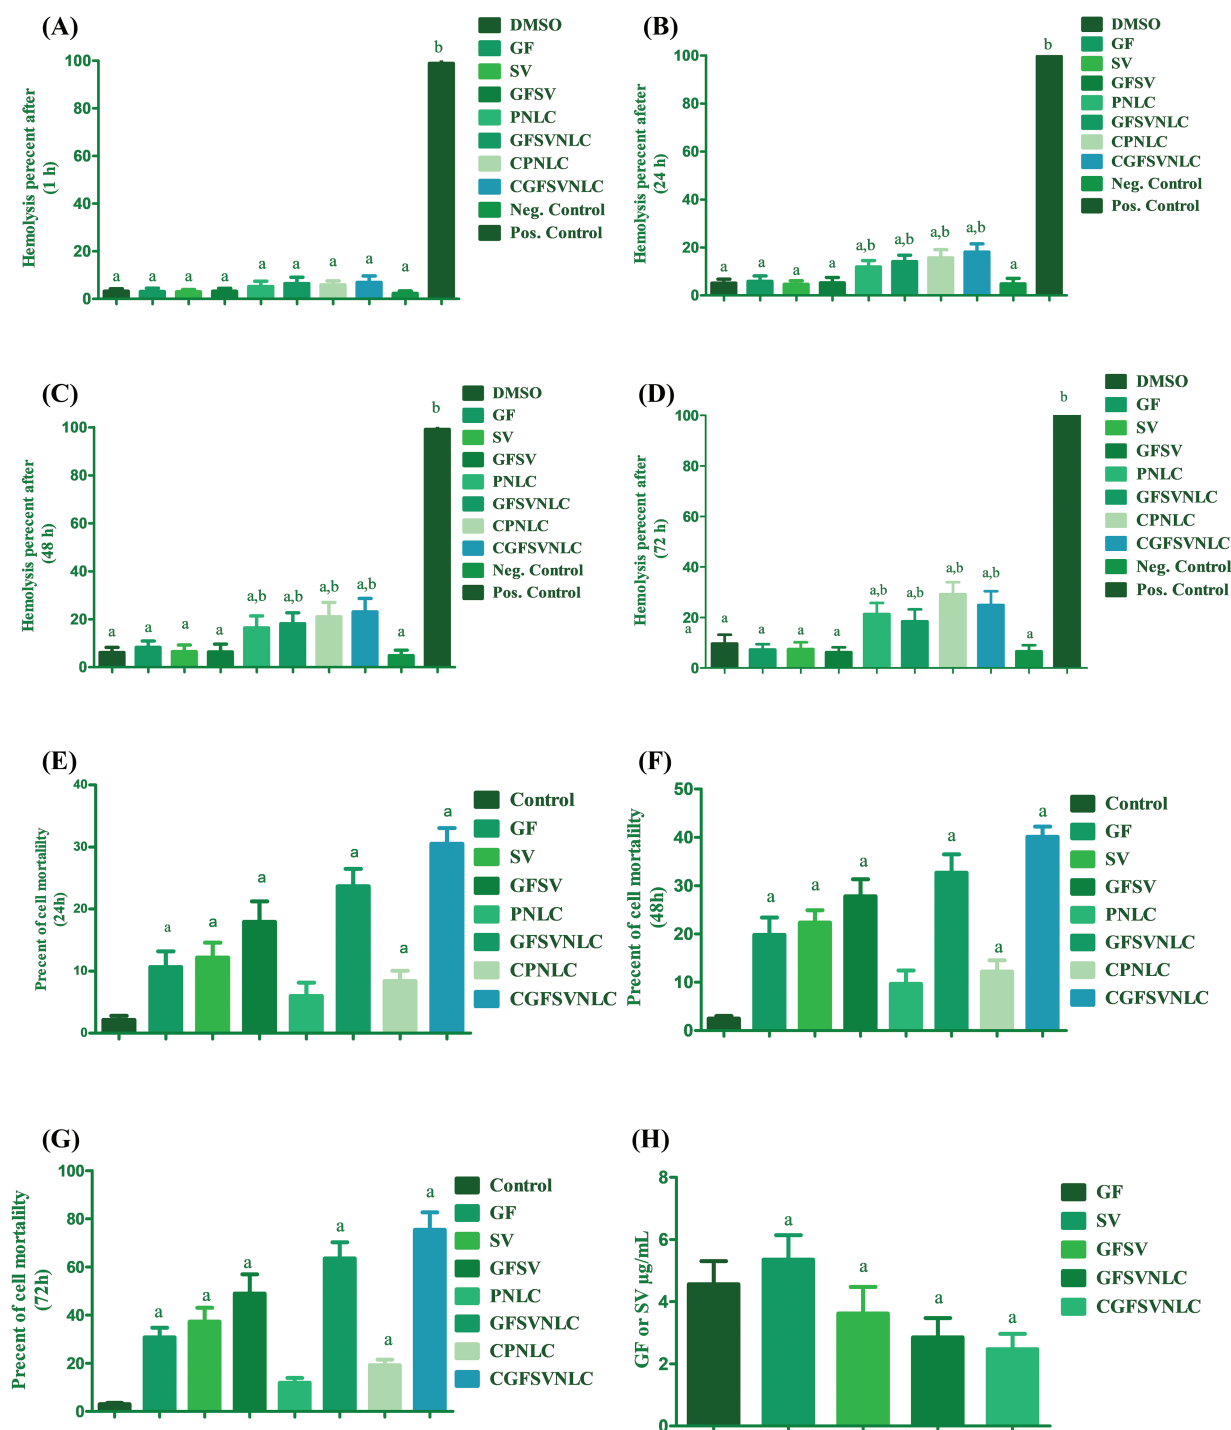 (A)
Hemolysis perecent after
(1 h)
100
80
60
40
20
0
a a a a a a a a a b
DMSO
GF
SV
GFSV
PNLC
GFSVNLC
CPNLC
CGFSVNLC
Neg. Control
Pos. Control
(B)
Hemolysis perecent afeter
(24 h)
100
80
60
40
20
0
a a a a a,b a,b a,b a,b a b
DMSO
GF
SV
GFSV
PNLC
GFSVNLC
CPNLC
CGFSVNLC
Neg. Control
Pos. Control
(C)
Hemolysis perecent after
(48 h)
100
80
60
40
20
0
a a a a a,b a,b a,b a,b a b
DMSO
GF
SV
GFSV
PNLC
GFSVNLC
CPNLC
CGFSVNLC
Neg. Control
Pos. Control
(D)
Hemolysis perecent after
(72 h)
100
80
60
40
20
0
a a a a a a,b a,b a,b a,b a b
DMSO
GF
SV
GFSV
PNLC
GFSVNLC
CPNLC
CGFSVNLC
Neg. Control
Pos. Control
(E)
Precent of cell mortalilty
(24h)
40
30
20
10
0
a a a a a a
Control
GF
SV
GFSV
PNLC
GFSVNLC
CPNLC
CGFSVNLC
(F)
Precent of cell mortalilty
(48h)
50
40
30
20
10
0
a a a a a a
Control
GF
SV
GFSV
PNLC
GFSVNLC
CPNLC
CGFSVNLC
(G)
Precent of cell mortalilty
(72h)
100
80
60
40
20
0
a a a a a a
Control
GF
SV
GFSV
PNLC
GFSVNLC
CPNLC
CGFSVNLC
(H)
GF or SV µg/mL
8
6
4
2
0
a a a a
GF
SV
GFSV
GFSVNLC
CGFSVNLC